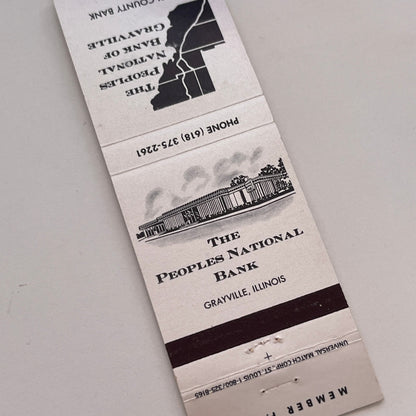 COUNTY BANK
THE
PEOPLES
NATIONAL
BANK OF
GRAYVILLE
PHONE (618) 375-2261
THE
PEOPLES NATIONAL
BANK
GRAYVILLE, ILLINOIS
UNIVERSAL MATCH CORP., ST. LOUIS 1-800/325-8165
MEMBER